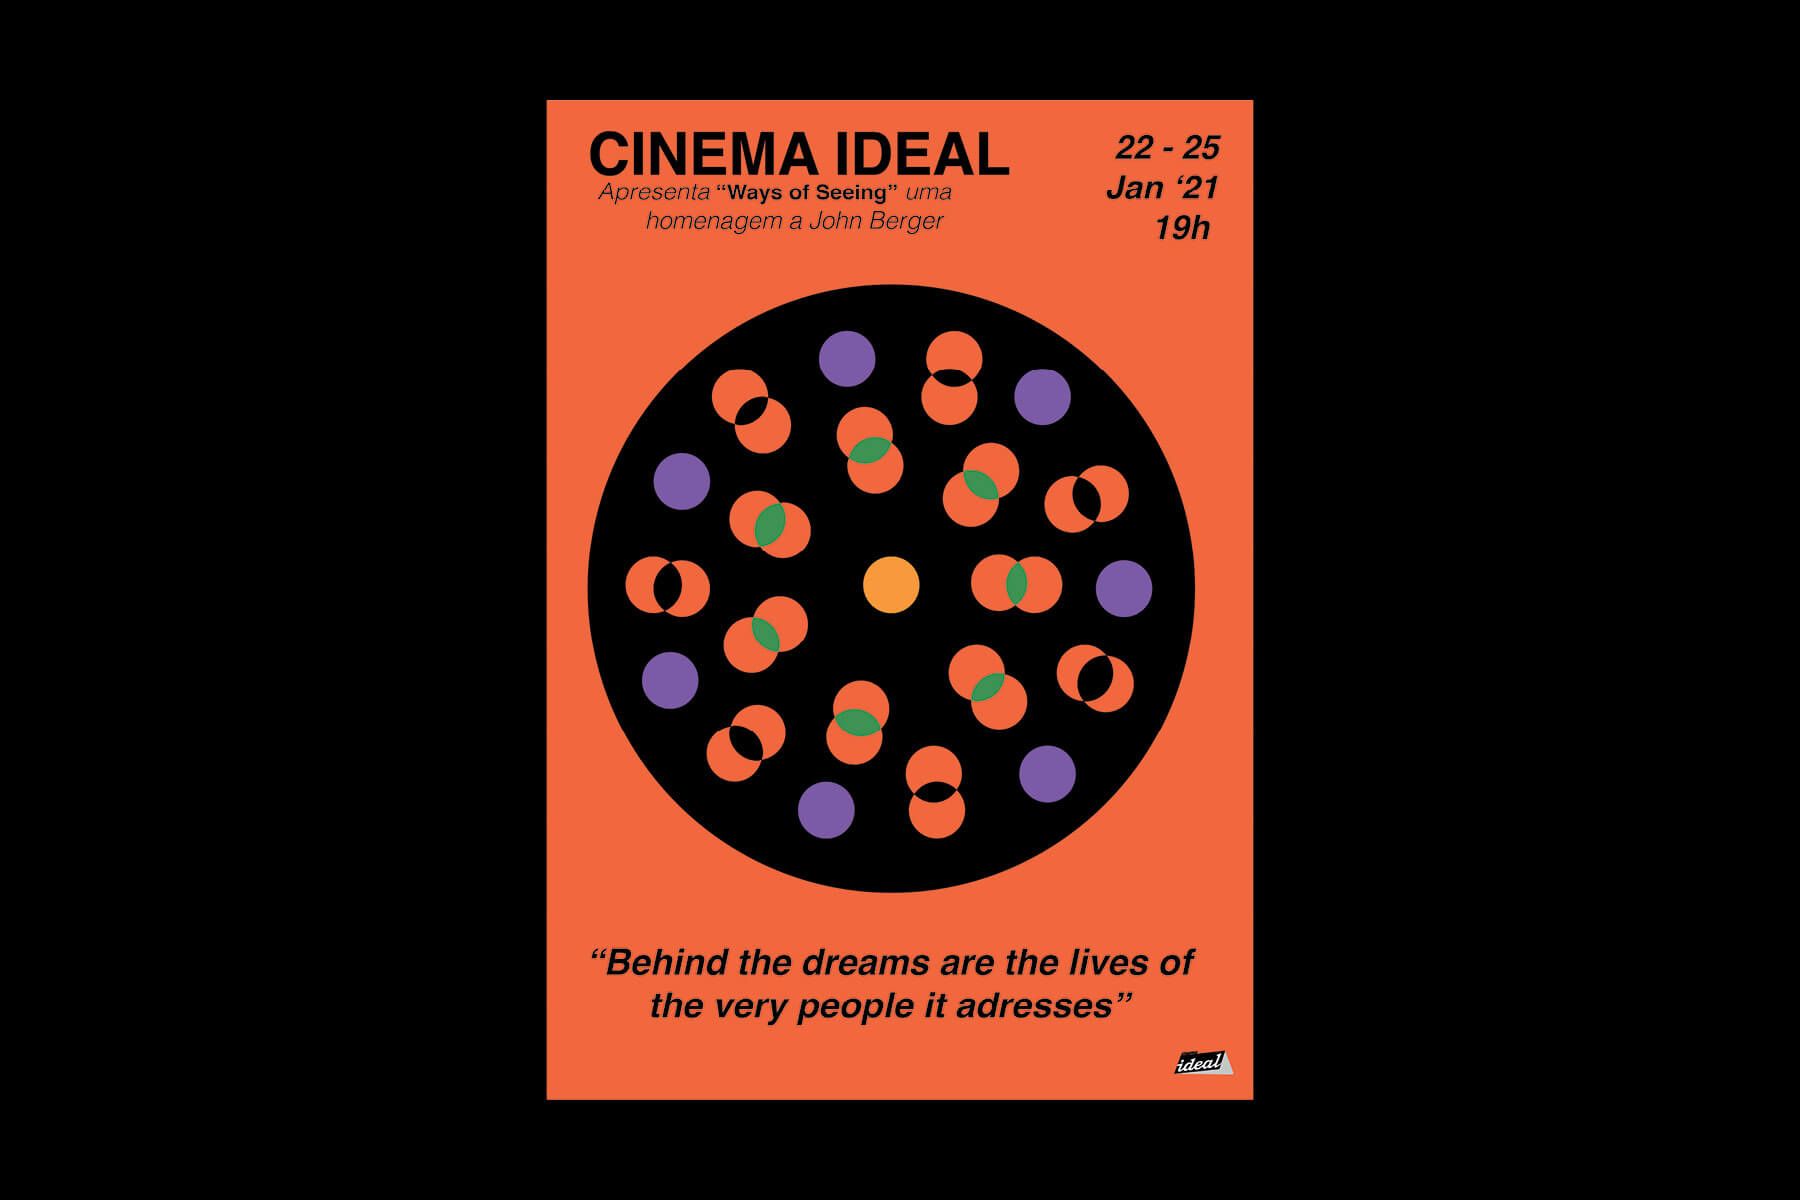 CINEMA IDEAL
Apresenta “Ways of Seeing” uma
homenagem a John Berger
22 - 25
Jan ‘21
19h
“Behind the dreams are the lives of
the very people it adresses”
ideal